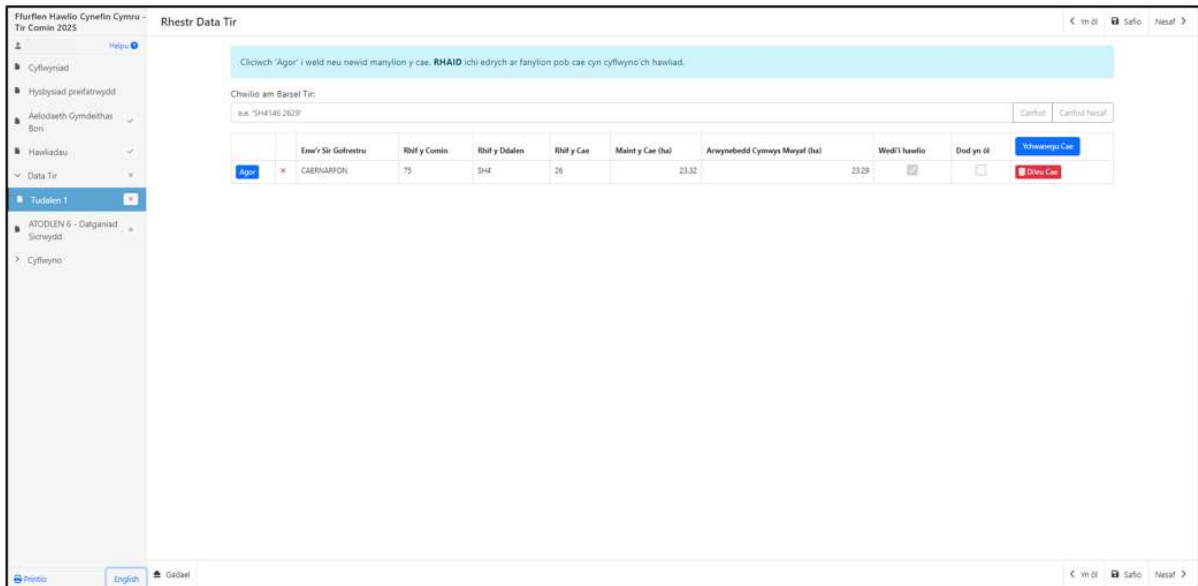 Ffurflen Hawlio Cynefin Cymru -
Tir Comin 2025
Rhestr Data Tir
Yn ôl
Safio
Nesaf
Helpu
Cyflwyniad
Hysbysiad preifatrwydd
Aelodaeth Gymdeithas
Bori
Hawliadau
Data Tir
Tudalen 1
ATODLEN 6 - Datganiad
Sicrwydd
Cyflwyno
Cliciwch 'Agor' i weld neu newid manylion y cae. RHAID ichi edrych ar fanylion pob cae cyn cyflwyno'ch hawliad.
Chwilio am Barsel Tir:
e.e. 'SH4146 2629'
Canfod
Canfod Nesaf
Enw'r Sir Gofrestru
Rhif y Comin
Rhif y Ddalen
Rhif y Cae
Maint y Cae (ha)
Arwynebedd Cymwys Mwyaf (ha)
Wedi'i hawlio
Dod yn ôl
Ychwanegu Cae
Agor
CAERNARFON
75
SH4
26
23.32
23.29
Dileu Cae
Printio
English
Gadael
Yn ôl
Safio
Nesaf